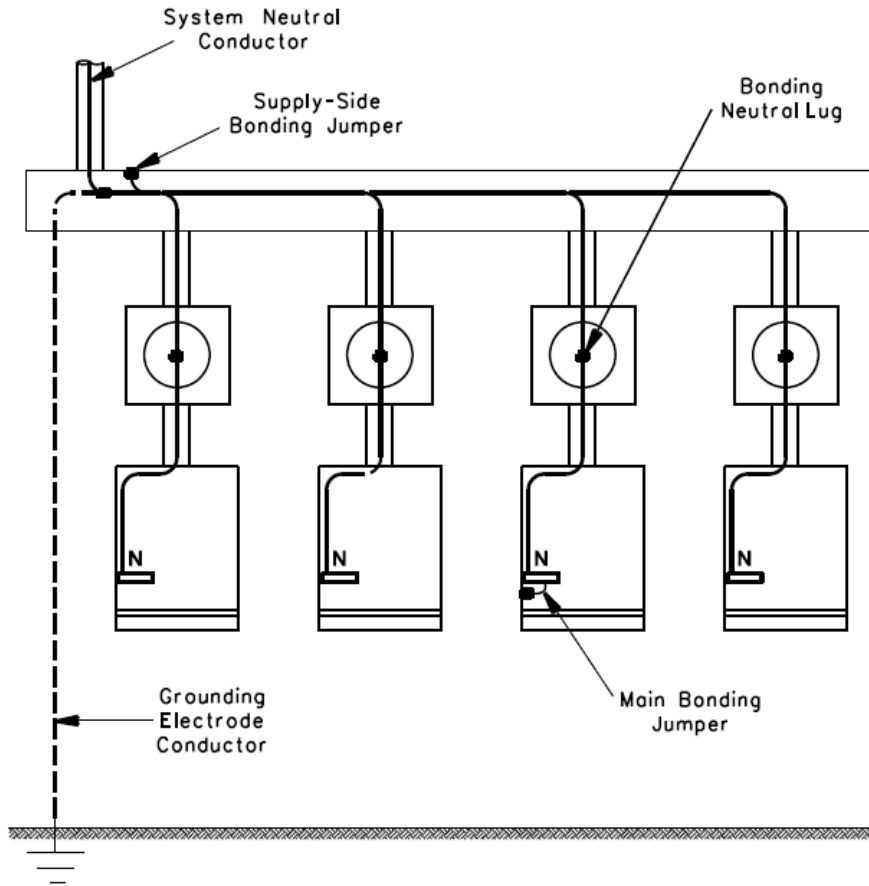 System Neutral
Conductor
Supply-Side
Bonding Jumper
Bonding
Neutral Lug
N
N
N
N
Main Bonding
Jumper
Grounding
Electrode
Conductor